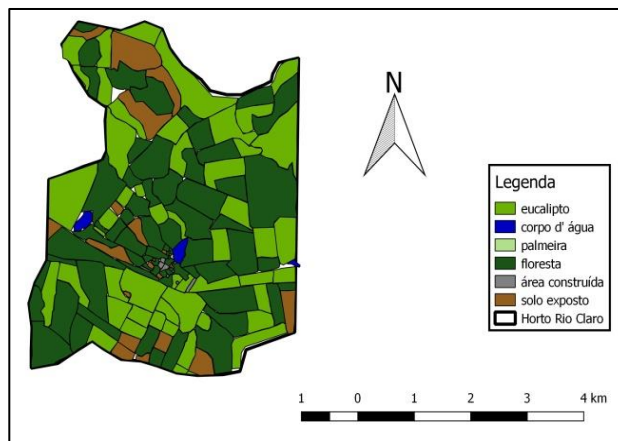 N
Legenda
eucalipto
corpo d' água
palmeira
floresta
área construída
solo exposto
Horto Rio Claro
1 0 1 2 3 4 km